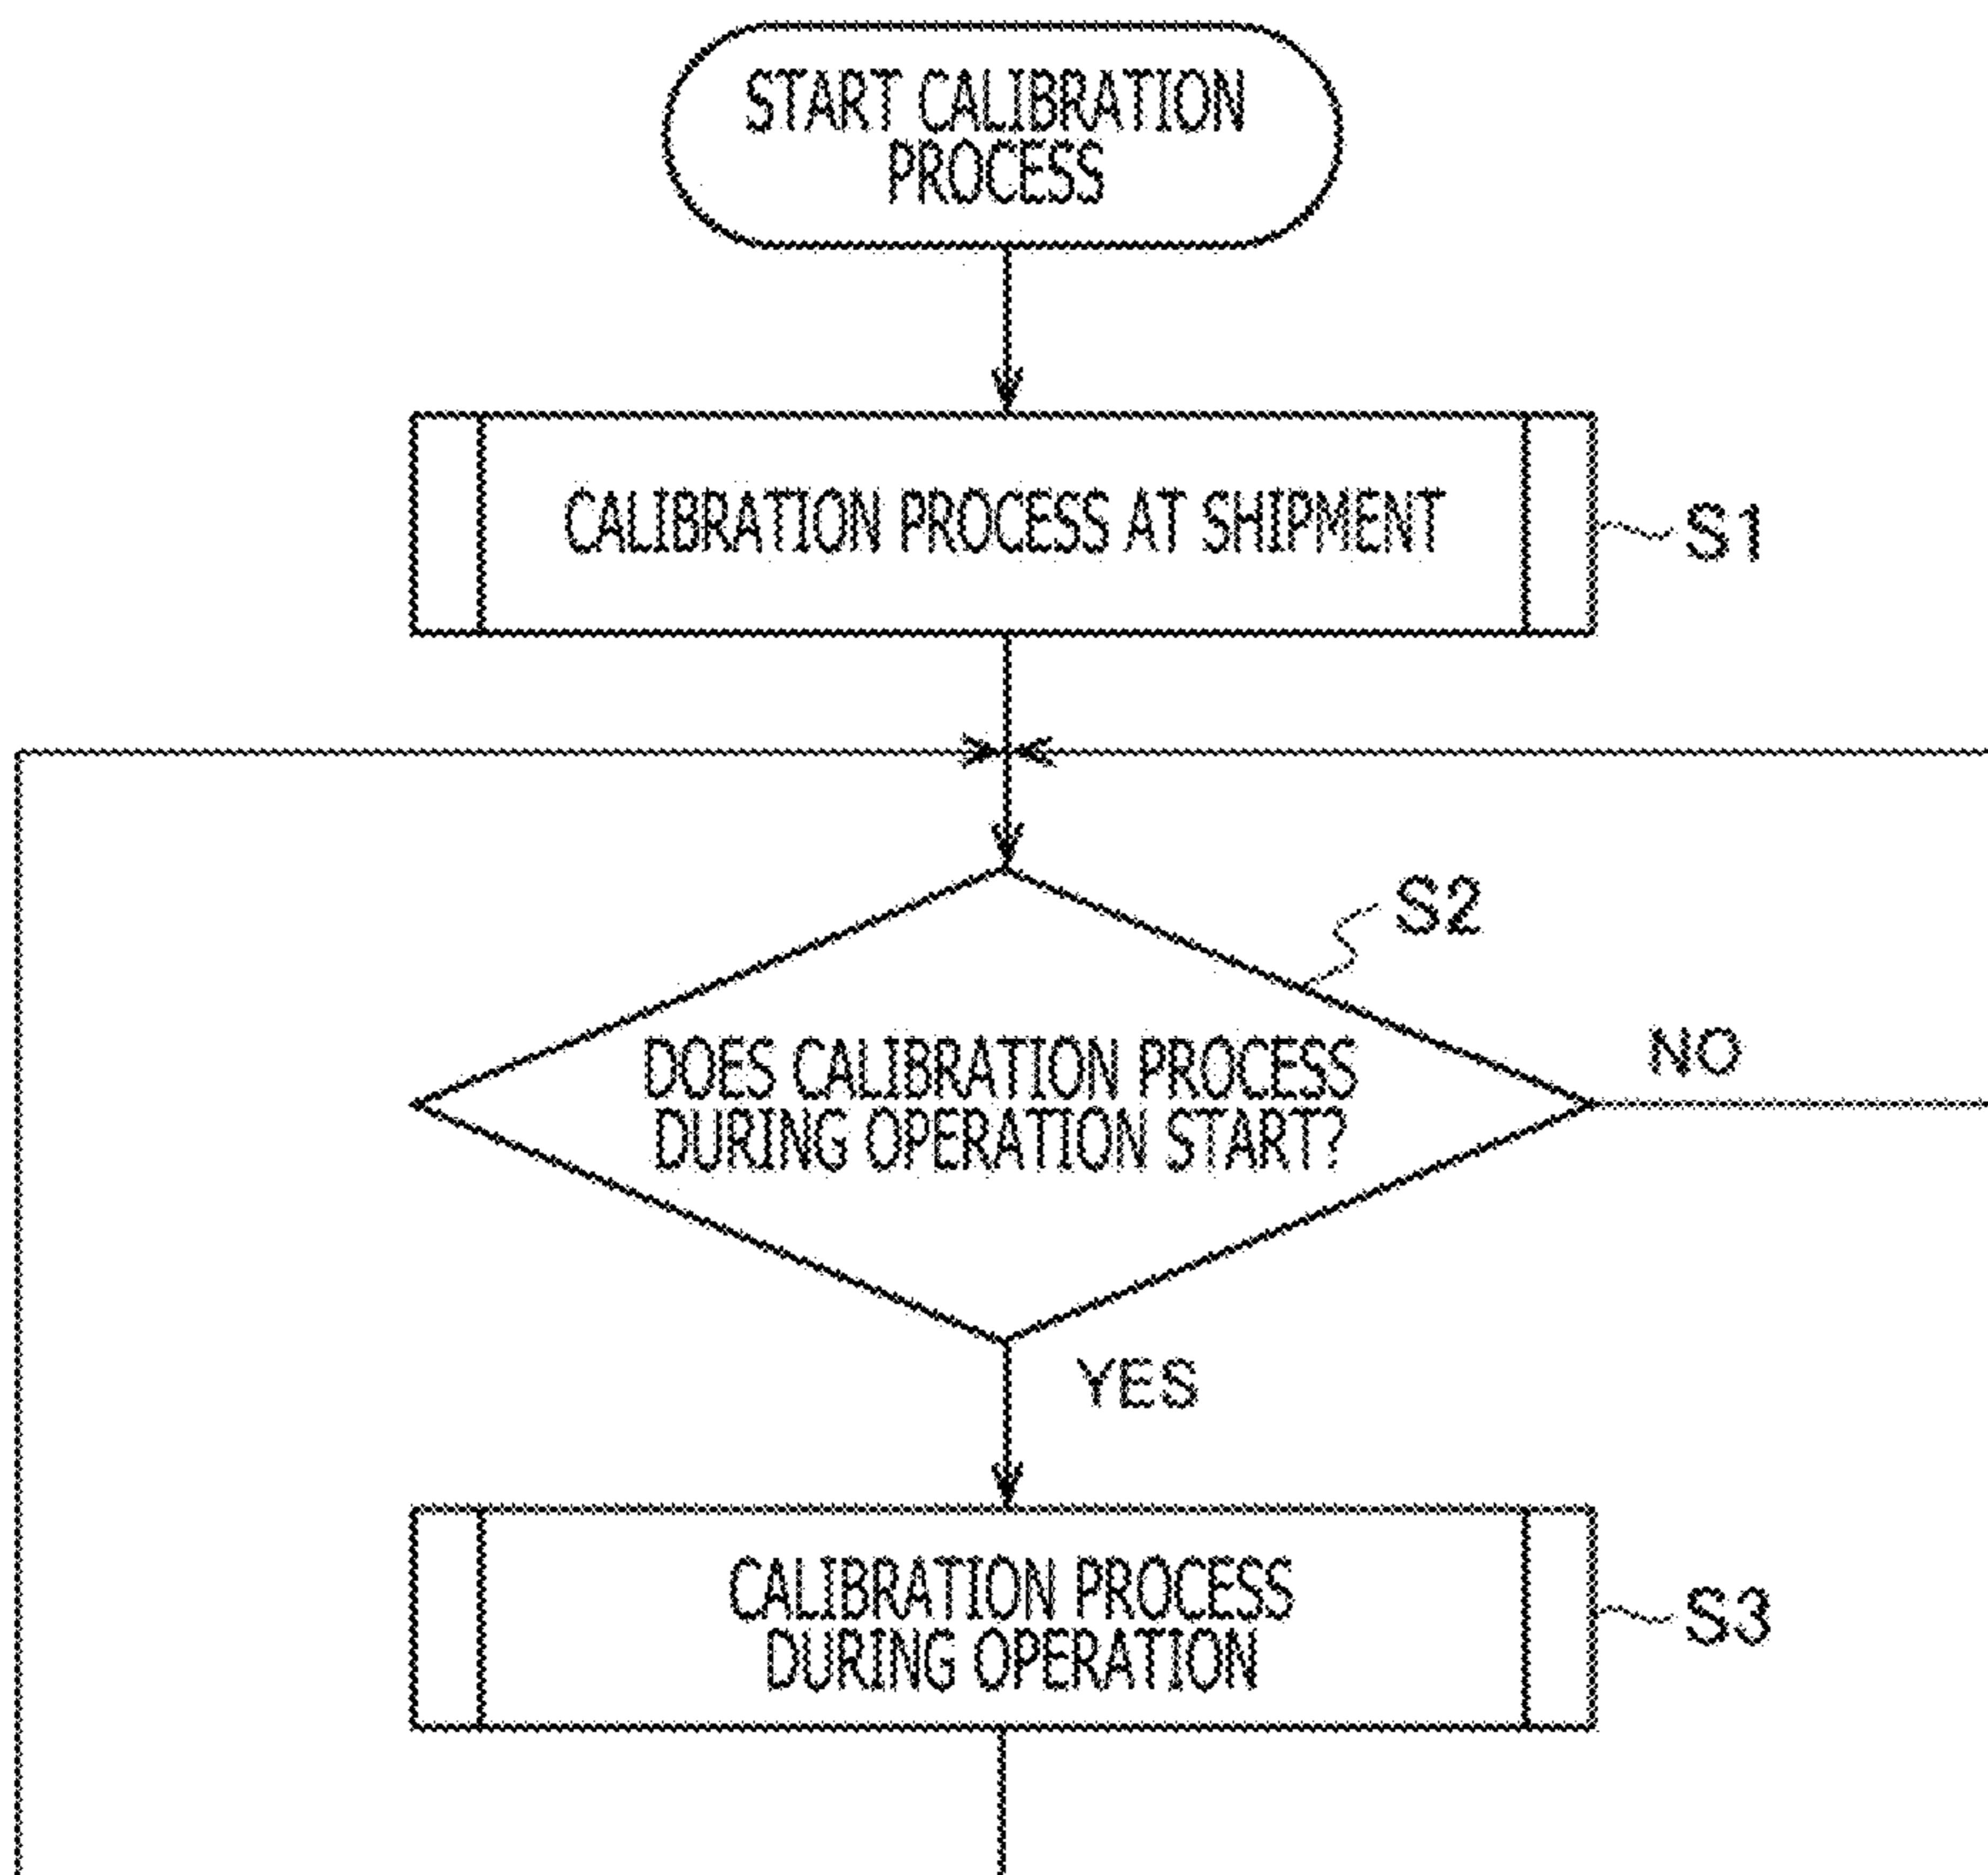 START CALIBRATION
PROCESS
CALIBRATION PROCESS AT SHIPMENT
S1
S2
DOES CALIBRATION PROCESS
DURING OPERATION START?
NO
YES
CALIBRATION PROCESS
DURING OPERATION
S3